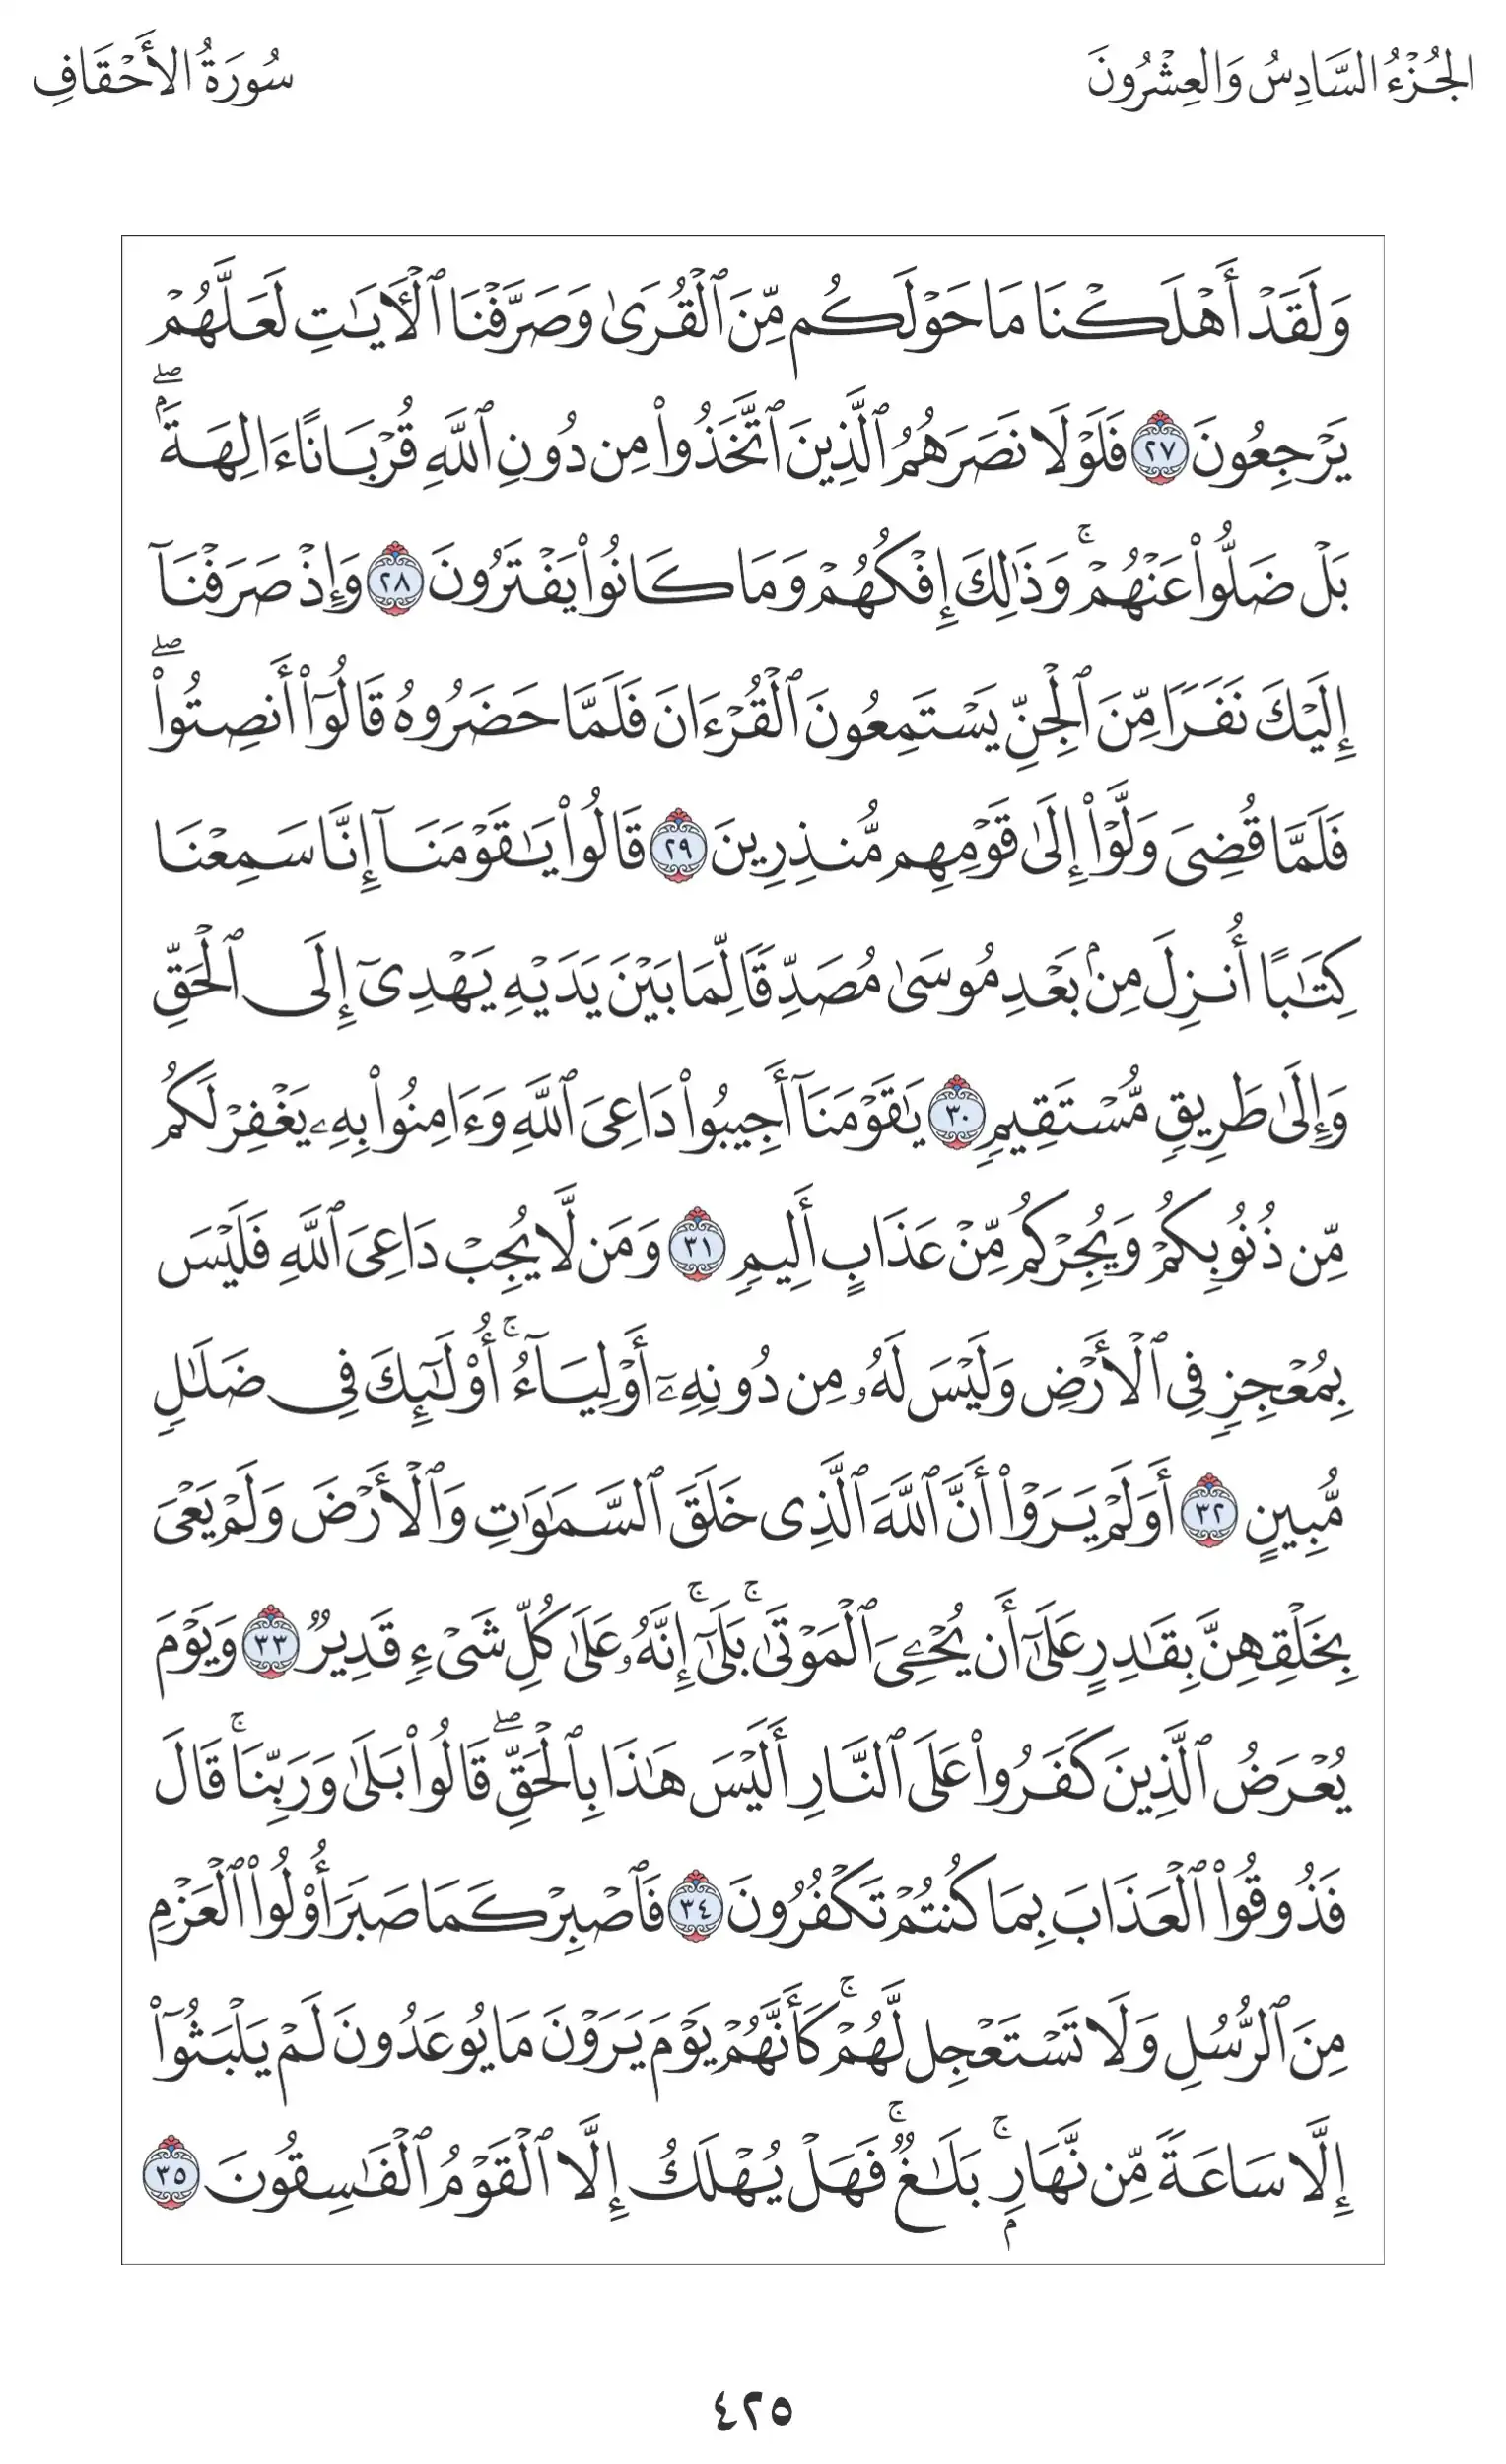 الجُزْءُ السَّادِسُ وَالعِشْرُونَ
سُورَةُ الأَحْقَافِ
وَلَقَدْ أَهْلَكْنَا مَا حَوْلَكُم مِّنَ ٱلْقُرَىٰ وَصَرَّفْنَا ٱلْأٓيَٰتِ لَعَلَّهُمْ
يَرْجِعُونَ ٢٧ فَلَوْلَا نَصَرَهُمُ ٱلَّذِينَ ٱتَّخَذُوا۟ مِن دُونِ ٱللَّهِ قُرْبَانًا ءَالِهَةًۢ ۖ
بَلْ ضَلُّوا۟ عَنْهُمْ ۚ وَذَٰلِكَ إِفْكُهُمْ وَمَا كَانُوا۟ يَفْتَرُونَ ٢٨ وَإِذْ صَرَفْنَآ
إِلَيْكَ نَفَرًا مِّنَ ٱلْجِنِّ يَسْتَمِعُونَ ٱلْقُرْءَانَ فَلَمَّا حَضَرُوهُ قَالُوٓا۟ أَنصِتُوا۟ ۖ
فَلَمَّا قُضِىَ وَلَّوْا۟ إِلَىٰ قَوْمِهِم مُّنذِرِينَ ٢٩ قَالُوا۟ يَٰقَوْمَنَآ إِنَّا سَمِعْنَا
كِتَٰبًا أُنزِلَ مِنۢ بَعْدِ مُوسَىٰ مُصَدِّقًا لِّمَا بَيْنَ يَدَيْهِ يَهْدِىٓ إِلَى ٱلْحَقِّ
وَإِلَىٰ طَرِيقٍ مُّسْتَقِيمٍ ٣٠ يَٰقَوْمَنَآ أَجِيبُوا۟ دَاعِىَ ٱللَّهِ وَءَامِنُوا۟ بِهِۦ يَغْفِرْ لَكُم
مِّن ذُنُوبِكُمْ وَيُجِرْكُم مِّنْ عَذَابٍ أَلِيمٍ ٣١ وَمَن لَّا يُجِبْ دَاعِىَ ٱللَّهِ فَلَيْسَ
بِمُعْجِزٍ فِى ٱلْأَرْضِ وَلَيْسَ لَهُۥ مِن دُونِهِۦٓ أَوْلِيَآءُ ۚ أُو۟لَٰٓئِكَ فِى ضَلَٰلٍ
مُّبِينٍ ٣٢ أَوَلَمْ يَرَوْا۟ أَنَّ ٱللَّهَ ٱلَّذِى خَلَقَ ٱلسَّمَٰوَٰتِ وَٱلْأَرْضَ وَلَمْ يَعْىَ
بِخَلْقِهِنَّ بِقَٰدِرٍ عَلَىٰٓ أَن يُحْۦِىَ ٱلْمَوْتَىٰ ۚ بَلَىٰٓ ۚ إِنَّهُۥ عَلَىٰ كُلِّ شَىْءٍ قَدِيرٌ ٣٣ وَيَوْمَ
يُعْرَضُ ٱلَّذِينَ كَفَرُوا۟ عَلَى ٱلنَّارِ أَلَيْسَ هَٰذَا بِٱلْحَقِّ ۖ قَالُوا۟ بَلَىٰ وَرَبِّنَا ۚ قَالَ
فَذُوقُوا۟ ٱلْعَذَابَ بِمَا كُنتُمْ تَكْفُرُونَ ٣٤ فَٱصْبِرْ كَمَا صَبَرَ أُو۟لُوا۟ ٱلْعَزْمِ
مِنَ ٱلرُّسُلِ وَلَا تَسْتَعْجِل لَّهُمْ ۚ كَأَنَّهُمْ يَوْمَ يَرَوْنَ مَا يُوعَدُونَ لَمْ يَلْبَثُوٓا۟
إِلَّا سَاعَةً مِّن نَّهَارٍۭ ۚ بَلَٰغٌ ۚ فَهَلْ يُهْلَكُ إِلَّا ٱلْقَوْمُ ٱلْفَٰسِقُونَ ٣٥
٤٢٥